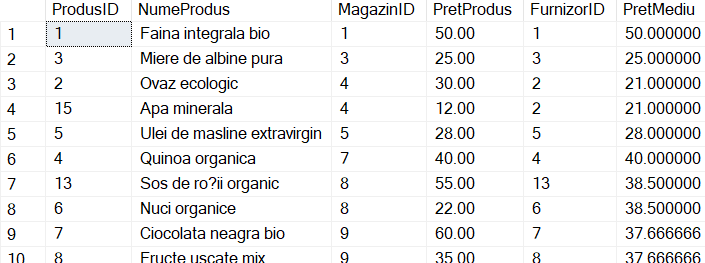 ProdusID NumeProdus MagazinID PretProdus FurnizorID PretMediu
1 1 Faina integrala bio 1 50.00 1 50.000000
2 3 Miere de albine pura 3 25.00 3 25.000000
3 2 Ovaz ecologic 4 30.00 2 21.000000
4 15 Apa minerala 4 12.00 2 21.000000
5 5 Ulei de masline extravirgin 5 28.00 5 28.000000
6 4 Quinoa organica 7 40.00 4 40.000000
7 13 Sos de ro?ii organic 8 55.00 13 38.500000
8 6 Nuci organice 8 22.00 6 38.500000
9 7 Ciocolata neagra bio 9 60.00 7 37.666666
10 8 Fructe uscate mix 9 35.00 8 37.666666